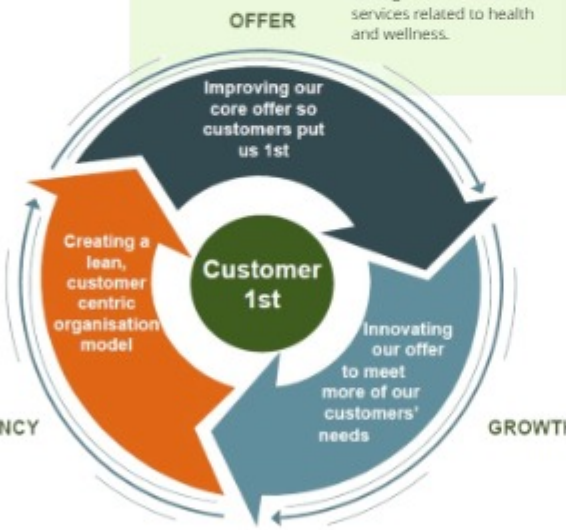 services related to health
and wellness.
OFFER
Improving our
core offer so
customers put
us 1st
Creating a
lean,
customer
centric
organisation
model
Customer
1st
Innovating
our offer
to meet
more of our
customers'
needs
NCY
GROWTH